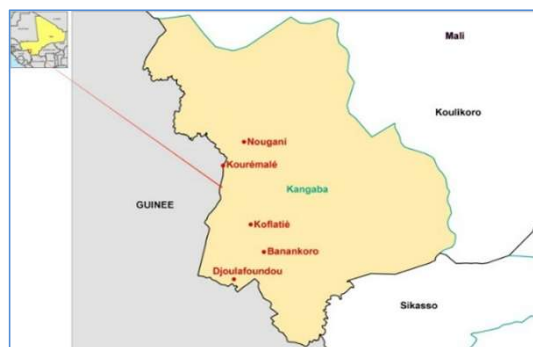 Mali
Koulikoro
Nougani
Kourémalé
Kangaba
GUINEE
Koflatiè
Banankoro
Djoulafoundou
Sikasso